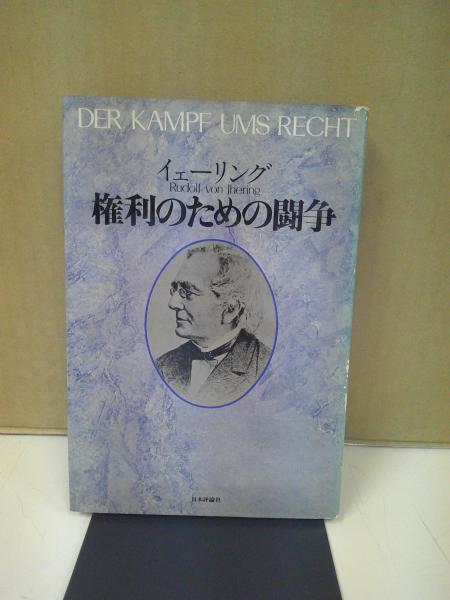 DER KAMPF UMS RECHT
イェーリング
Rudolf von Jhering
権利のための闘争
日本評論社